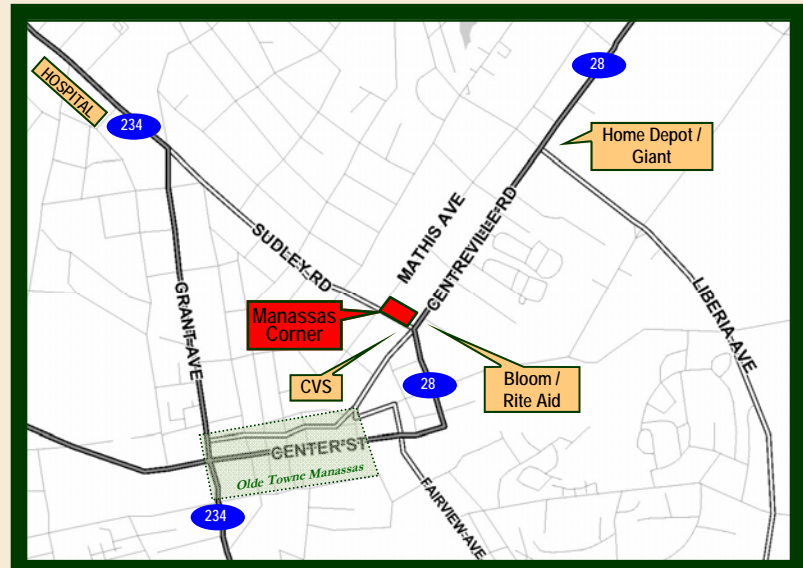 28
HOSPITAL
234
Home Depot /
Giant
MATHIS AVE
CENTREVILLE RD
SUDLEY RD
LIBERIA AVE
GRANT AVE
Manassas
Corner
CVS
28
Bloom /
Rite Aid
CENTER ST
Olde Towne Manassas
FAIRVIEW AVE
234